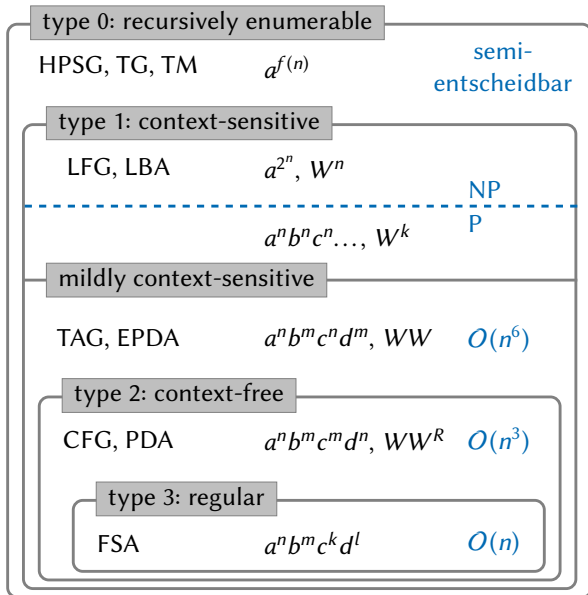 type 0: recursively enumerable
HPSG, TG, TM a^{f(n)} semi-
entscheidbar
type 1: context-sensitive
LFG, LBA a^{2^n}, W^n
NP
P
a^n b^n c^n ..., W^k
mildly context-sensitive
TAG, EPDA a^n b^m c^n d^m, WW O(n^6)
type 2: context-free
CFG, PDA a^n b^m c^m d^n, WW^R O(n^3)
type 3: regular
FSA a^n b^m c^k d^l O(n)